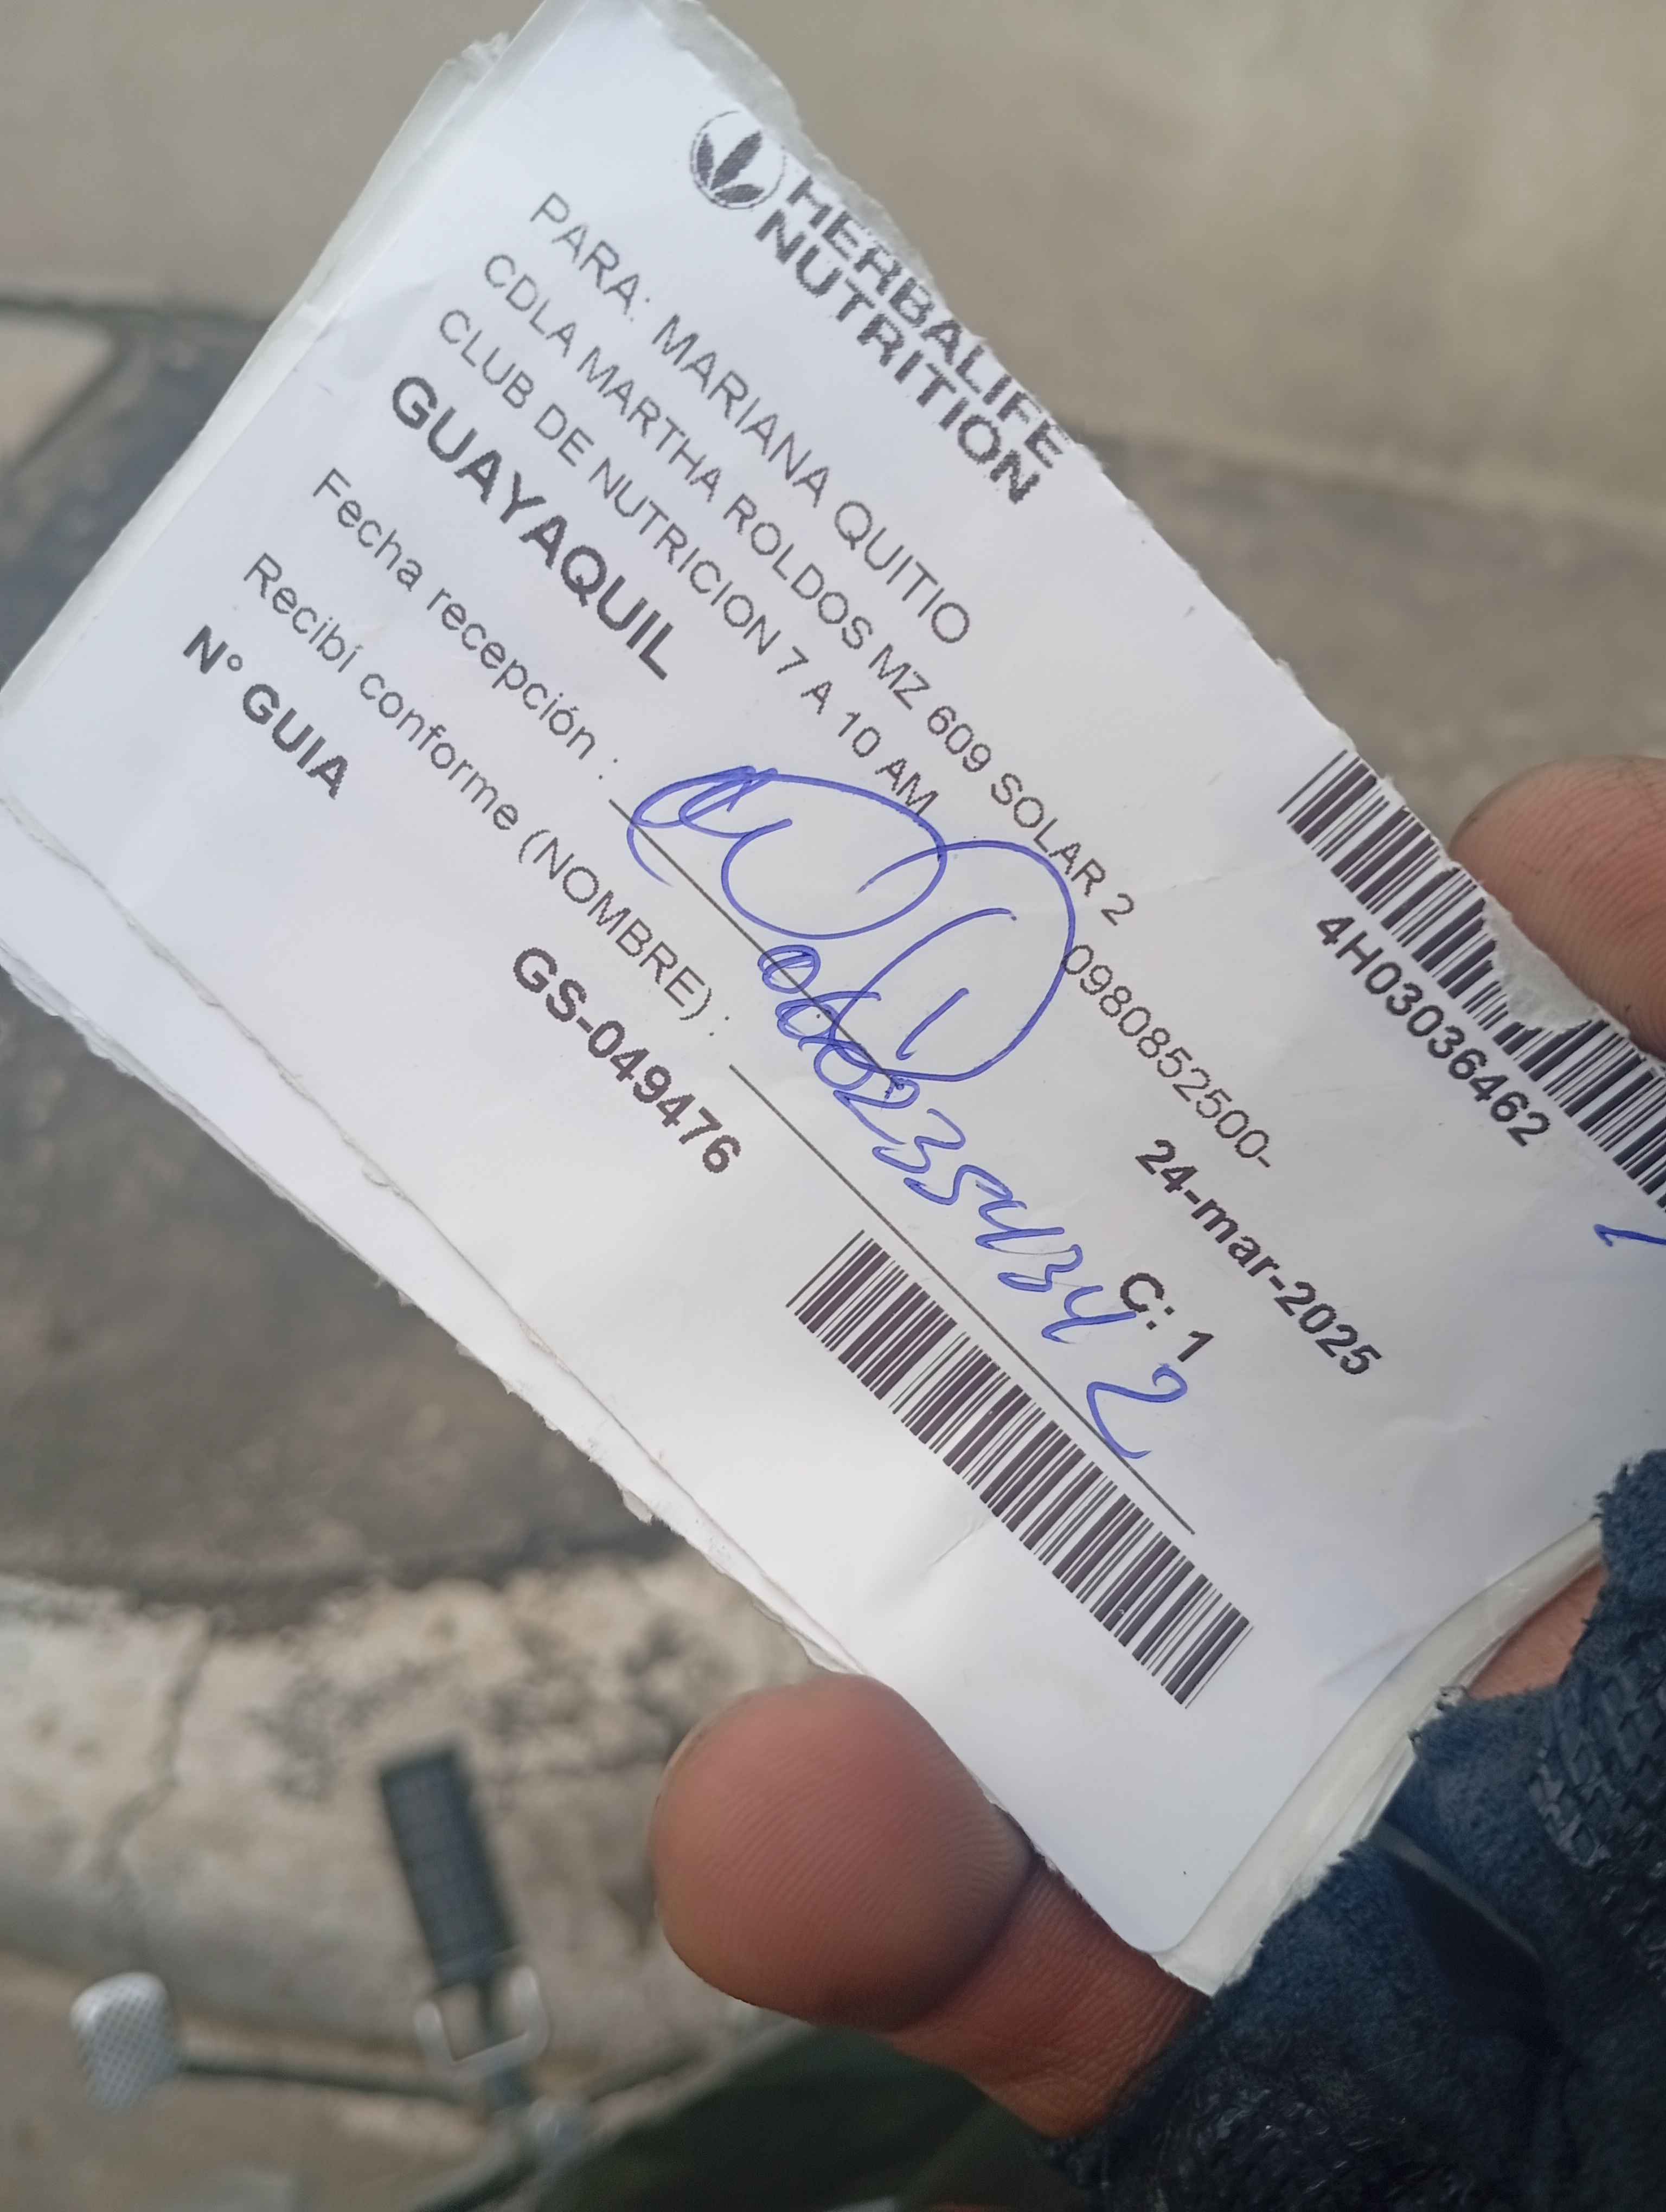 HERBALIFE
NUTRITION
4H03036462
PARA: MARIANA QUITIO
24-mar-2025
CDLA MARTHA ROLDOS MZ 609 SOLAR 2 0980852500-
CLUB DE NUTRICION 7 A 10 AM
C: 1
GUAYAQUIL
Fecha recepción :
Recibí conforme (NOMBRE) :
N° GUIA GS-049476